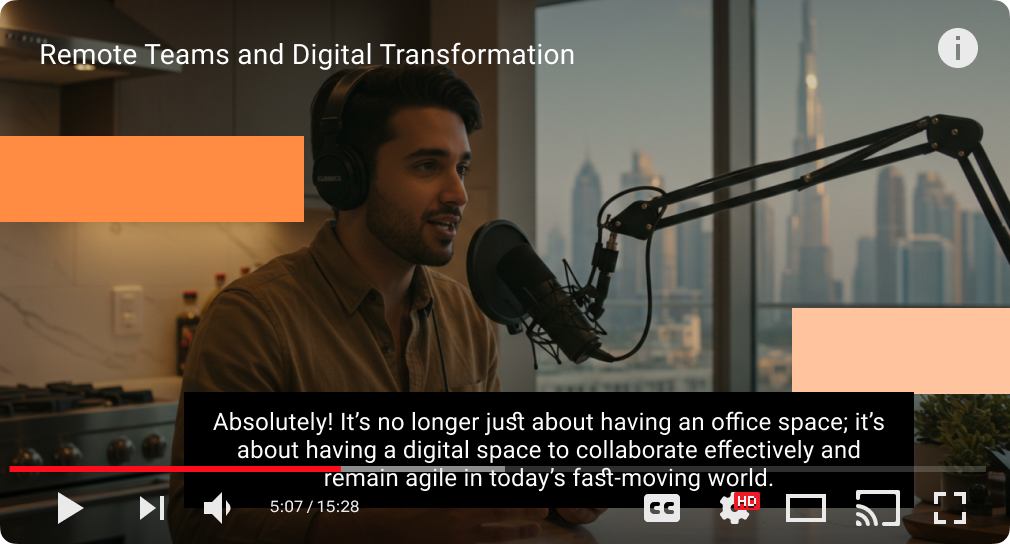 Remote Teams and Digital Transformation
Absolutely! It’s no longer just about having an office space; it’s
about having a digital space to collaborate effectively and
remain agile in today’s fast-moving world.
5:07 / 15:28
CC
HD